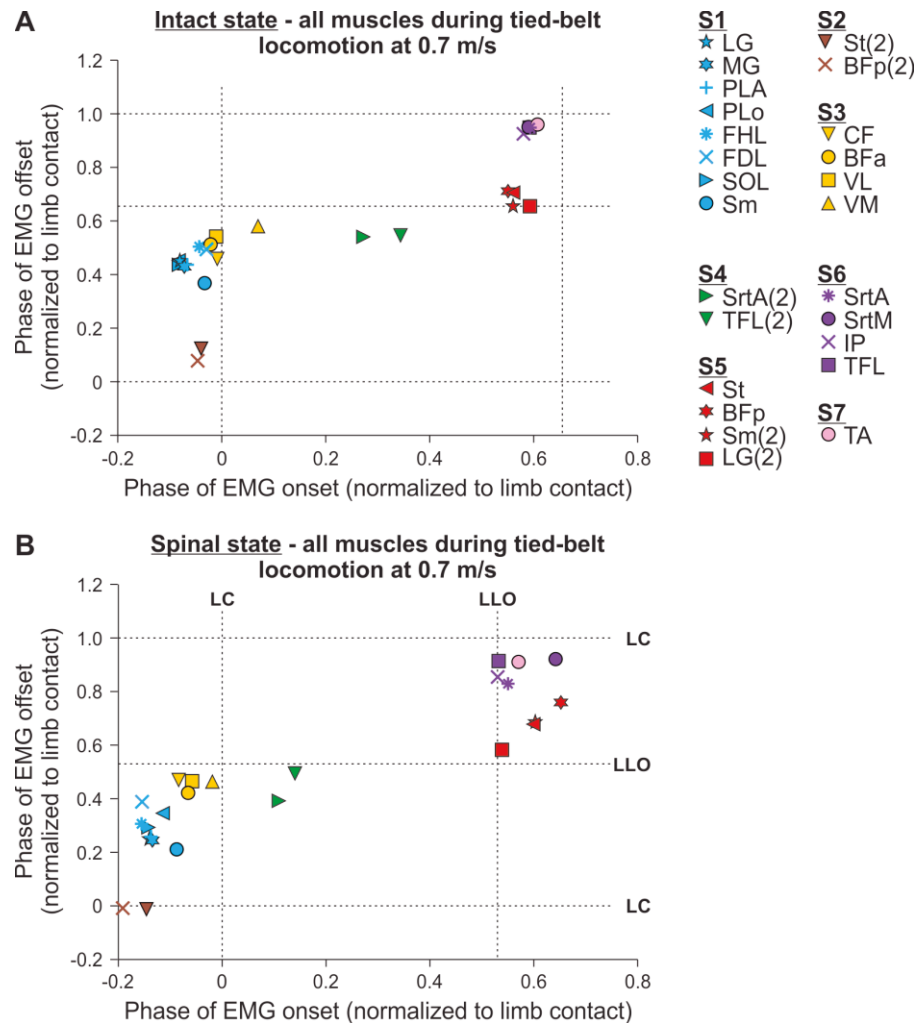 A
Intact state - all muscles during tied-belt
locomotion at 0.7 m/s
1.2
1.0
0.8
0.6
0.4
0.2
0
-0.2
-0.2
0
0.2
0.4
0.6
0.8
Phase of EMG offset
(normalized to limb contact)
Phase of EMG onset (normalized to limb contact)
S1
LG
MG
PLA
PLo
FHL
FDL
SOL
Sm
S2
St(2)
BFp(2)
S3
CF
BFa
VL
VM
S4
SrtA(2)
TFL(2)
S5
St
BFp
Sm(2)
LG(2)
S6
SrtA
SrtM
IP
TFL
S7
TA
B
Spinal state - all muscles during tied-belt
locomotion at 0.7 m/s
LC
LLO
1.2
1.0
0.8
0.6
0.4
0.2
0
-0.2
LC
LLO
LC
-0.2
0
0.2
0.4
0.6
0.8
Phase of EMG offset
(normalized to limb contact)
Phase of EMG onset (normalized to limb contact)